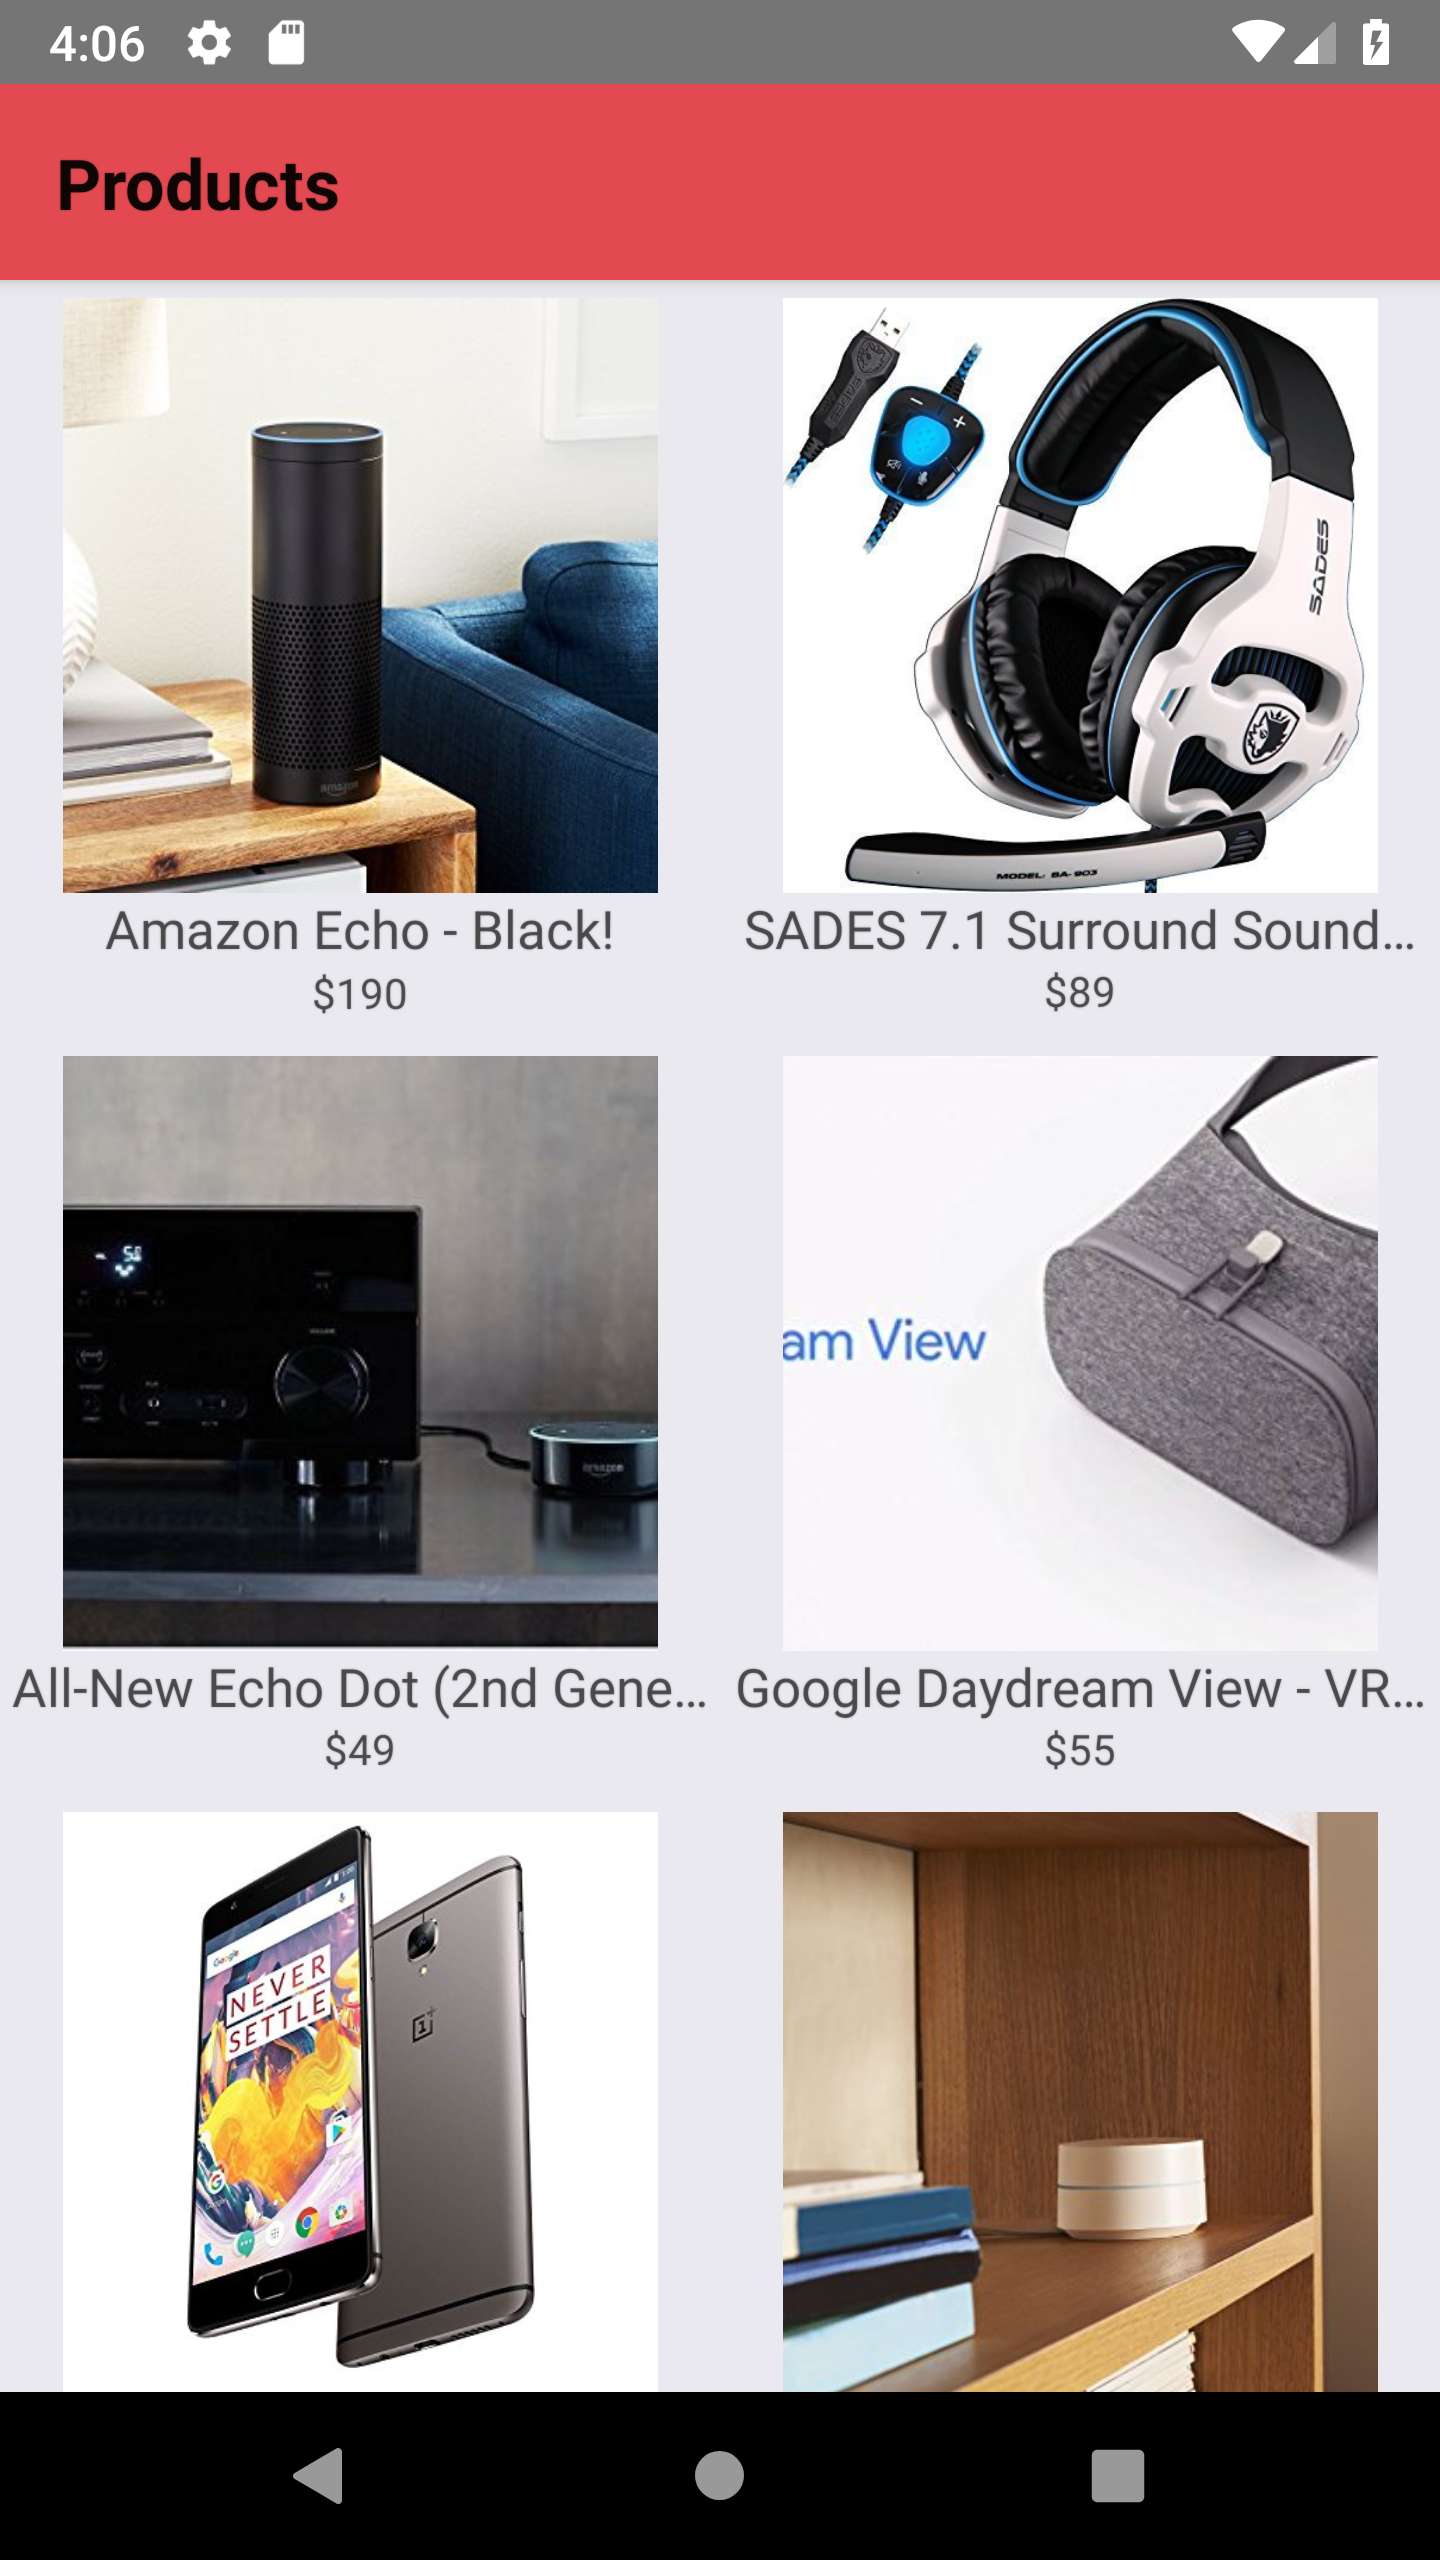 4:06
Products
SADES
MODEL: SA-903
amazon
Amazon Echo - Black!
SADES 7.1 Surround Sound…
$190
$89
am View
amazon
All-New Echo Dot (2nd Gene…
Google Daydream View - VR…
$49
$55
Google
NEVER
SETTLE